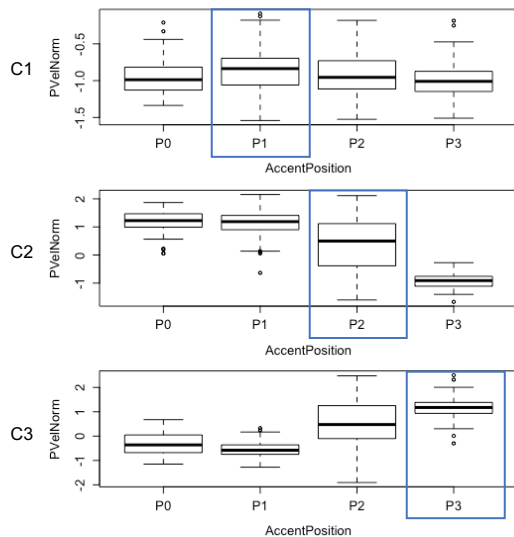 C1
PVelNorm
-0.5
-1.0
-1.5
P0 P1 P2 P3
AccentPosition
C2
PVelNorm
2
1
0
-1
P0 P1 P2 P3
AccentPosition
C3
PVelNorm
2
1
0
-1
-2
P0 P1 P2 P3
AccentPosition